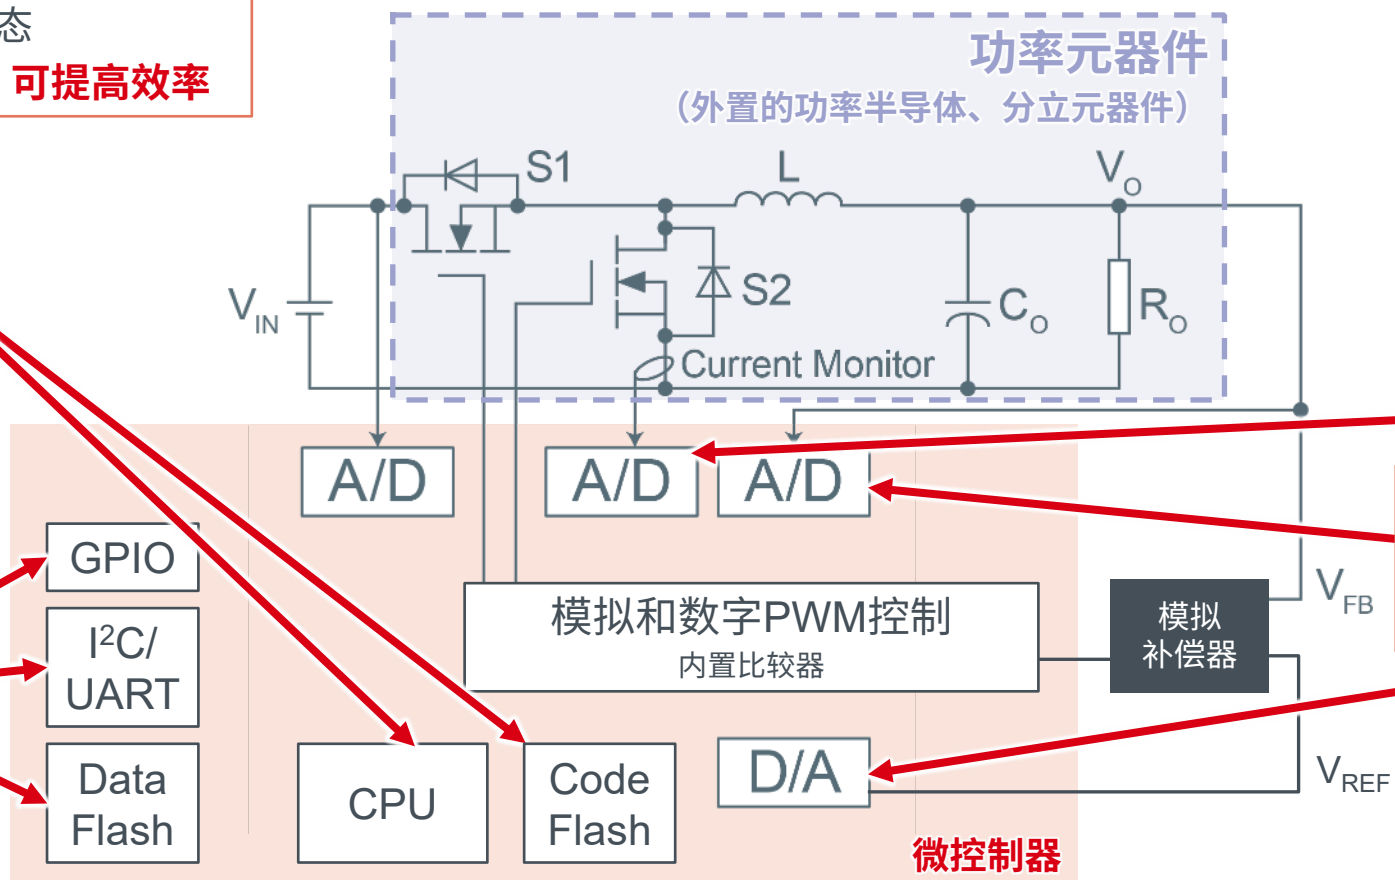 态
可提高效率
功率元器件
（外置的功率半导体、分立元器件）
S1
L
VO
VIN
S2
CO
RO
Current Monitor
A/D
A/D
A/D
GPIO
I²C/
UART
Data
Flash
模拟和数字PWM控制
内置比较器
模拟
补偿器
VFB
CPU
Code
Flash
D/A
VREF
微控制器